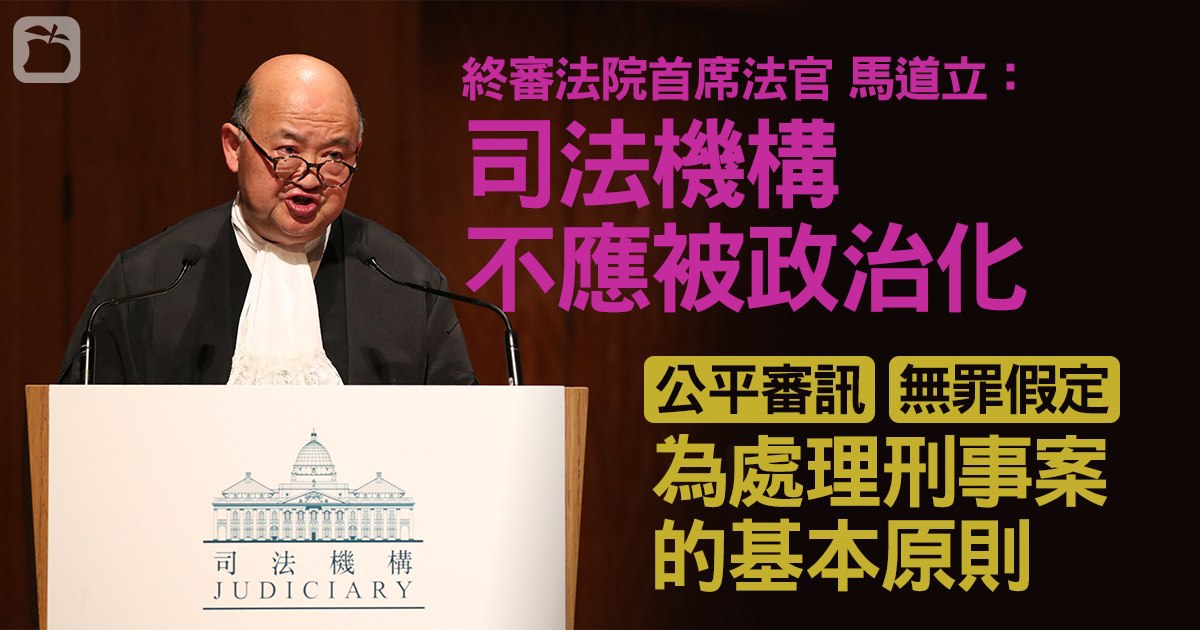 終審法院首席法官 馬道立：
司法機構
不應被政治化
公平審訊 無罪假定
為處理刑事案
的基本原則
司法機構
JUDICIARY